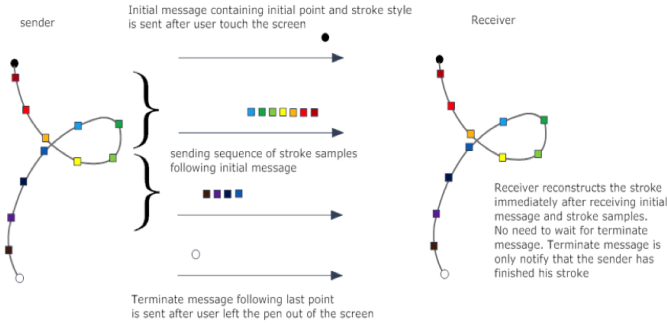 sender
Initial message containing initial point and stroke style
is sent after user touch the screen
Receiver
sending sequence of stroke samples
following initial message
Receiver reconstructs the stroke
immediately after receiving initial
message and stroke samples.
No need to wait for terminate
message. Terminate message is
only notify that the sender has
finished his stroke
Terminate message following last point
is sent after user left the pen out of the screen